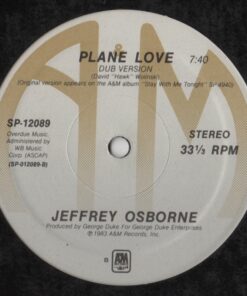 PLANE LOVE 7:40
DUB VERSION
(David "Hawk" Wolinski)
(Original version appears on the A&M album "Stay With Me Tonight" SP-4940)
SP-12089
Overdue Music,
Administered by
WB Music
Corp (ASCAP)
(SP-012089-B)
STEREO
33⅓ RPM
JEFFREY OSBORNE
Produced by George Duke For George Duke Enterprises
℗1983 A&M Records, Inc.
A&M